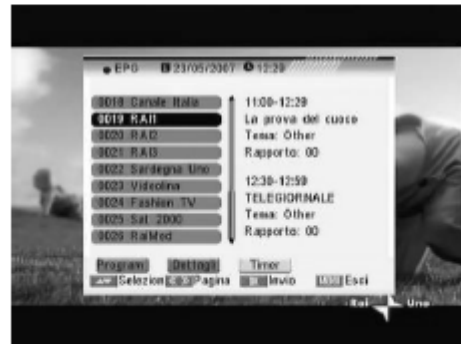 EPG 23/05/2007 12:29
0018 Canale Italia
0019 RAI1
0020 RAI2
0021 RAI3
0022 Sardegna Uno
0023 Videolina
0024 Fashion TV
0025 Sat 2000
0026 RaiMed
11:00-12:29
La prova del cuoco
Tema: Other
Rapporto: 00
12:30-12:59
TELEGIORNALE
Tema: Other
Rapporto: 00
Program Dettagli Timer
Selezion Pagina Invio Esci
Rai Uno